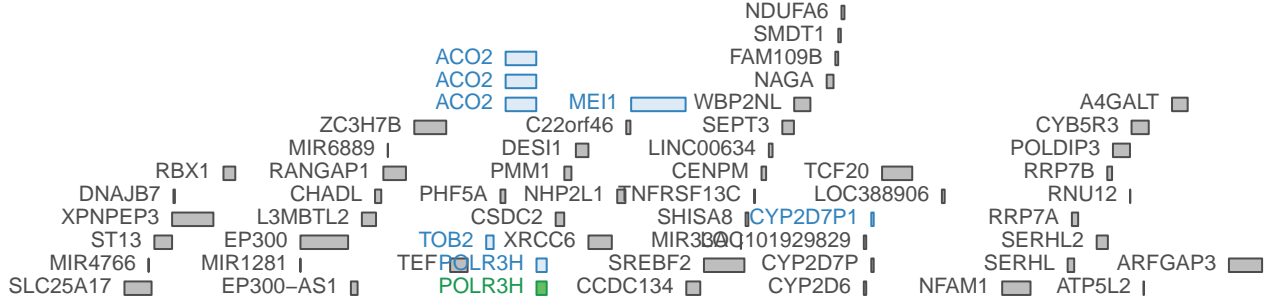 NDUFA6
SMDT1
ACO2 FAM109B
ACO2 NAGA
ACO2 MEI1 WBP2NL A4GALT
ZC3H7B C22orf46 SEPT3 CYB5R3
MIR6889 DESI1 LINC00634 POLDIP3
RBX1 RANGAP1 PMM1 CENPM TCF20 RRP7B
DNAJB7 CHADL PHF5A NHP2L1 TNFRSF13C LOC388906 RNU12
XPNPEP3 L3MBTL2 CSDC2 SHISA8 CYP2D7P1 RRP7A
ST13 EP300 TOB2 XRCC6 MIR33A LOC101929829 SERHL2
MIR4766 MIR1281 TEF POLR3H SREBF2 CYP2D7P SERHL ARFGAP3
SLC25A17 EP300−AS1 POLR3H CCDC134 CYP2D6 NFAM1 ATP5L2